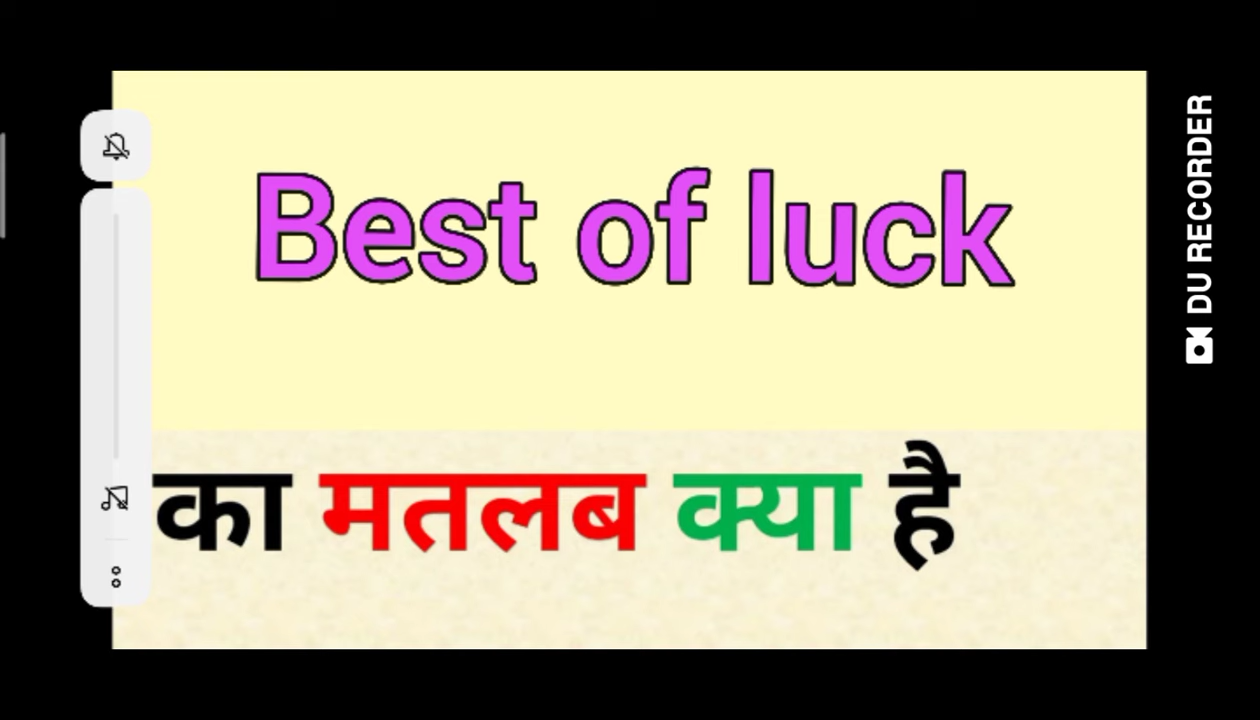 Best of luck
का मतलब क्या है
DU RECORDER